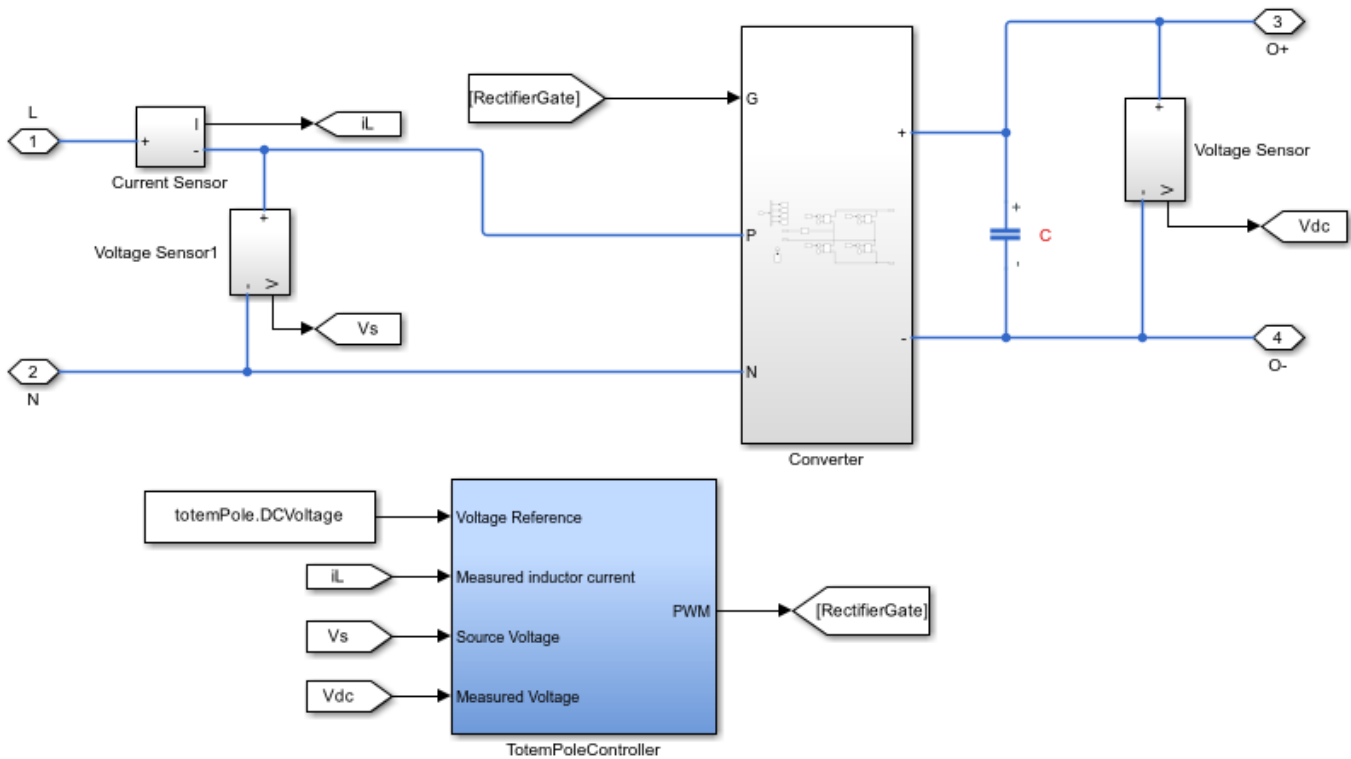 3
O+
[RectifierGate]
G
L
1
+
I
-
iL
Current Sensor
+
Voltage Sensor
-
V
+
Voltage Sensor1
-
V
P
+
C
-
Vdc
Vs
2
N
N
-
4
O-
Converter
totemPole.DCVoltage
Voltage Reference
iL
Measured inductor current
PWM
[RectifierGate]
Vs
Source Voltage
Vdc
Measured Voltage
TotemPoleController
+